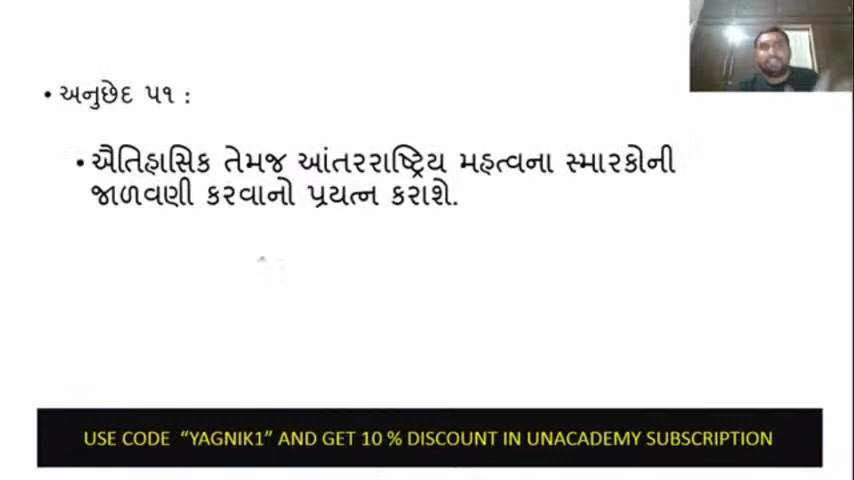 • અનુછેદ ૫૧ :
• ઐતિહાસિક તેમજ આંતરરાષ્ટ્રિય મહત્વના સ્મારકોની
જાળવણી કરવાનો પ્રયત્ન કરાશે.
USE CODE “YAGNIK1” AND GET 10 % DISCOUNT IN UNACADEMY SUBSCRIPTION